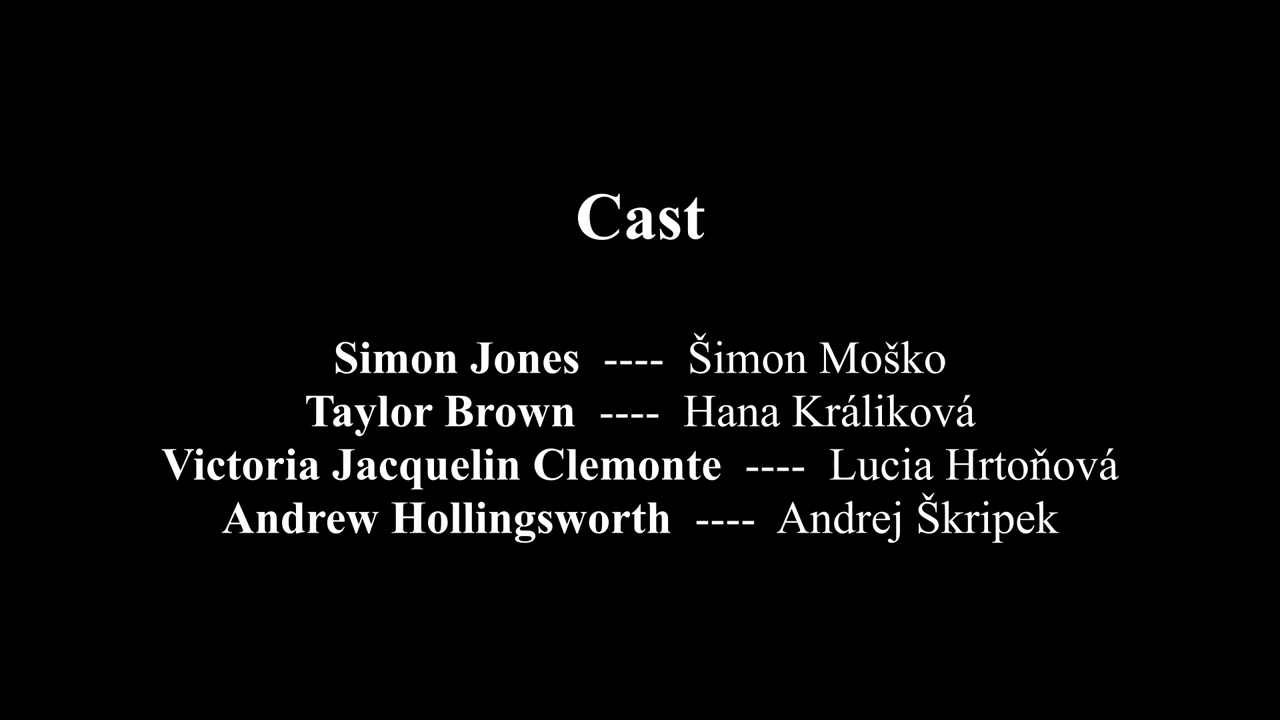 Cast
Simon Jones ---- Šimon Moško
Taylor Brown ---- Hana Králiková
Victoria Jacquelin Clemonte ---- Lucia Hrtoňová
Andrew Hollingsworth ---- Andrej Škripek